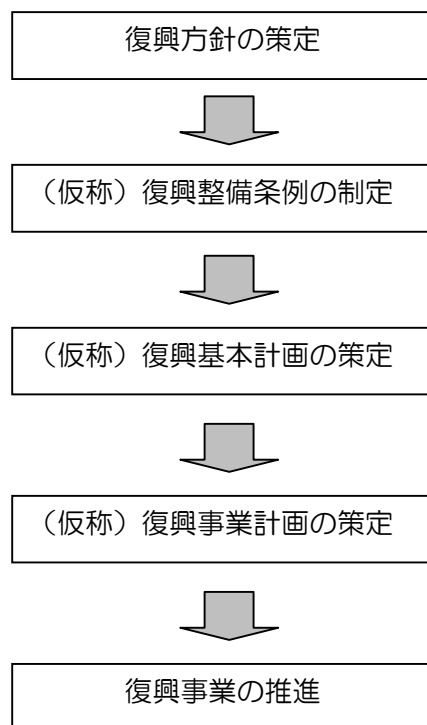 復興方針の策定
（仮称）復興整備条例の制定
（仮称）復興基本計画の策定
（仮称）復興事業計画の策定
復興事業の推進